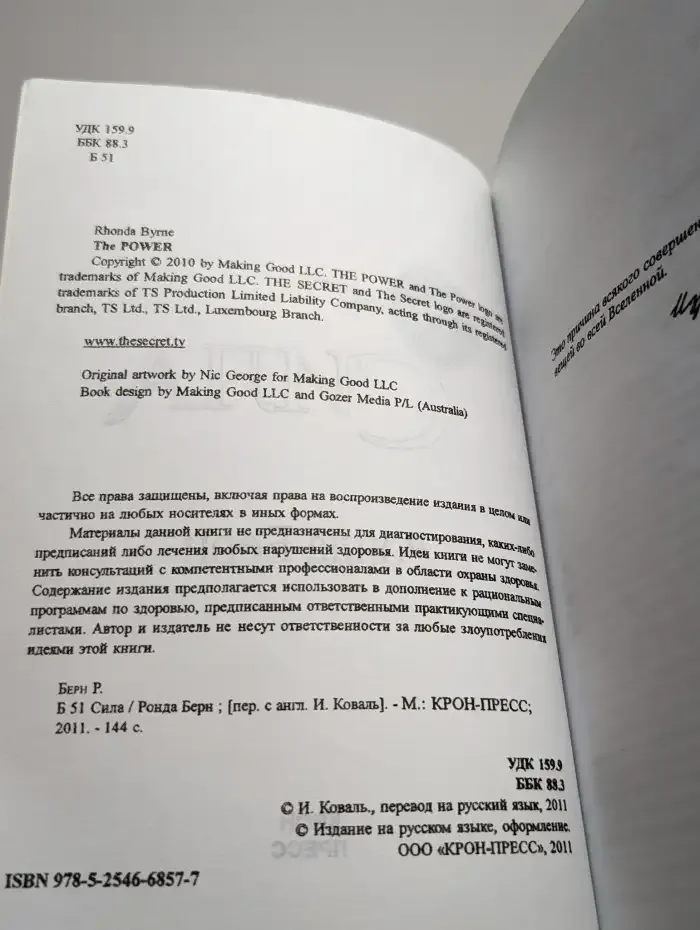 УДК 159.9
ББК 88.3
Б 51
Rhonda Byrne
The POWER
Copyright © 2010 by Making Good LLC. THE POWER and The Power logo are
trademarks of Making Good LLC. THE SECRET and The Secret logo are registered
trademarks of TS Production Limited Liability Company, acting through its registered
branch, TS Ltd., TS Ltd., Luxembourg Branch.
www.thesecret.tv
Original artwork by Nic George for Making Good LLC
Book design by Making Good LLC and Gozer Media P/L (Australia)
Все права защищены, включая права на воспроизведение издания в целом или
частично на любых носителях в иных формах.
Материалы данной книги не предназначены для диагностирования, каких-либо
предписаний либо лечения любых нарушений здоровья. Идеи книги не могут заме-
нить консультаций с компетентными профессионалами в области охраны здоровья.
Содержание издания предполагается использовать в дополнение к рациональным
программам по здоровью, предписанным ответственными практикующими специа-
листами. Автор и издатель не несут ответственности за любые злоупотребления
идеями этой книги.
Берн Р.
Б 51 Сила / Ронда Берн ; [пер. с англ. И. Коваль]. - М.: КРОН-ПРЕСС;
2011. - 144 с.
УДК 159.9
ББК 88.3
© И. Коваль., перевод на русский язык, 2011
© Издание на русском языке, оформление.
ООО «КРОН-ПРЕСС», 2011
ISBN 978-5-2546-6857-7
Это причина всякого
вещей во всей Вселенной.